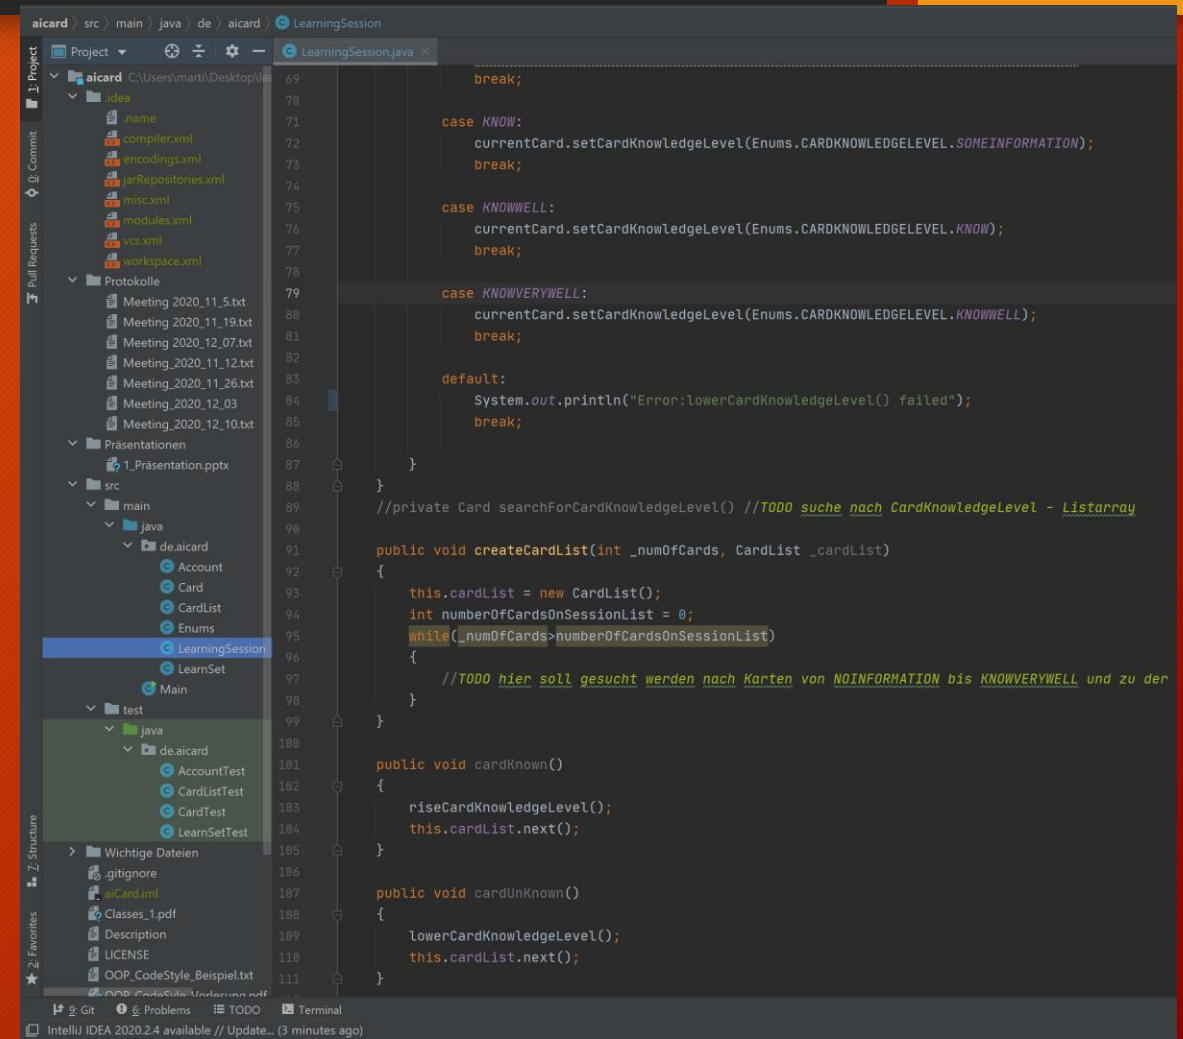 aicard 〉 src 〉 main 〉 java 〉 de 〉 aicard 〉 LearningSession
1: Project
0: Commit
Pull Requests
7: Structure
2: Favorites
Project
aicard C:\Users\marti\Desktop\le
.idea
.name
compiler.xml
encodings.xml
jarRepositories.xml
misc.xml
modules.xml
vcs.xml
workspace.xml
Protokolle
Meeting 2020_11_5.txt
Meeting 2020_11_19.txt
Meeting 2020_12_07.txt
Meeting_2020_11_12.txt
Meeting_2020_11_26.txt
Meeting_2020_12_03
Meeting_2020_12_10.txt
Präsentationen
1_Präsentation.pptx
src
main
java
de.aicard
Account
Card
CardList
Enums
LearningSession
LearnSet
Main
test
java
de.aicard
AccountTest
CardListTest
CardTest
LearnSetTest
Wichtige Dateien
.gitignore
aiCard.iml
Classes_1.pdf
Description
LICENSE
OOP_CodeStyle_Beispiel.txt
OOP_CodeSyle_Vorlesung.pdf
LearningSession.java ×
69 break;
70
71 case KNOW:
72 currentCard.setCardKnowledgeLevel(Enums.CARDKNOWLEDGELEVEL.SOMEINFORMATION);
73 break;
74
75 case KNOWWELL:
76 currentCard.setCardKnowledgeLevel(Enums.CARDKNOWLEDGELEVEL.KNOW);
77 break;
78
79 case KNOWVERYWELL:
80 currentCard.setCardKnowledgeLevel(Enums.CARDKNOWLEDGELEVEL.KNOWWELL);
81 break;
82
83 default:
84 System.out.println("Error:lowerCardKnowledgeLevel() failed");
85 break;
86
87 }
88 }
89 //private Card searchForCardKnowledgeLevel() //TODO suche nach CardKnowledgeLevel - Listarray
90
91 public void createCardList(int _numOfCards, CardList _cardList)
92 {
93 this.cardList = new CardList();
94 int numberOfCardsOnSessionList = 0;
95 while(_numOfCards>numberOfCardsOnSessionList)
96 {
97 //TODO hier soll gesucht werden nach Karten von NOINFORMATION bis KNOWVERYWELL und zu der
98 }
99 }
100
101 public void cardKnown()
102 {
103 riseCardKnowledgeLevel();
104 this.cardList.next();
105 }
106
107 public void cardUnKnown()
108 {
109 lowerCardKnowledgeLevel();
110 this.cardList.next();
111 }
9: Git 6: Problems TODO Terminal
IntelliJ IDEA 2020.2.4 available // Update... (3 minutes ago)